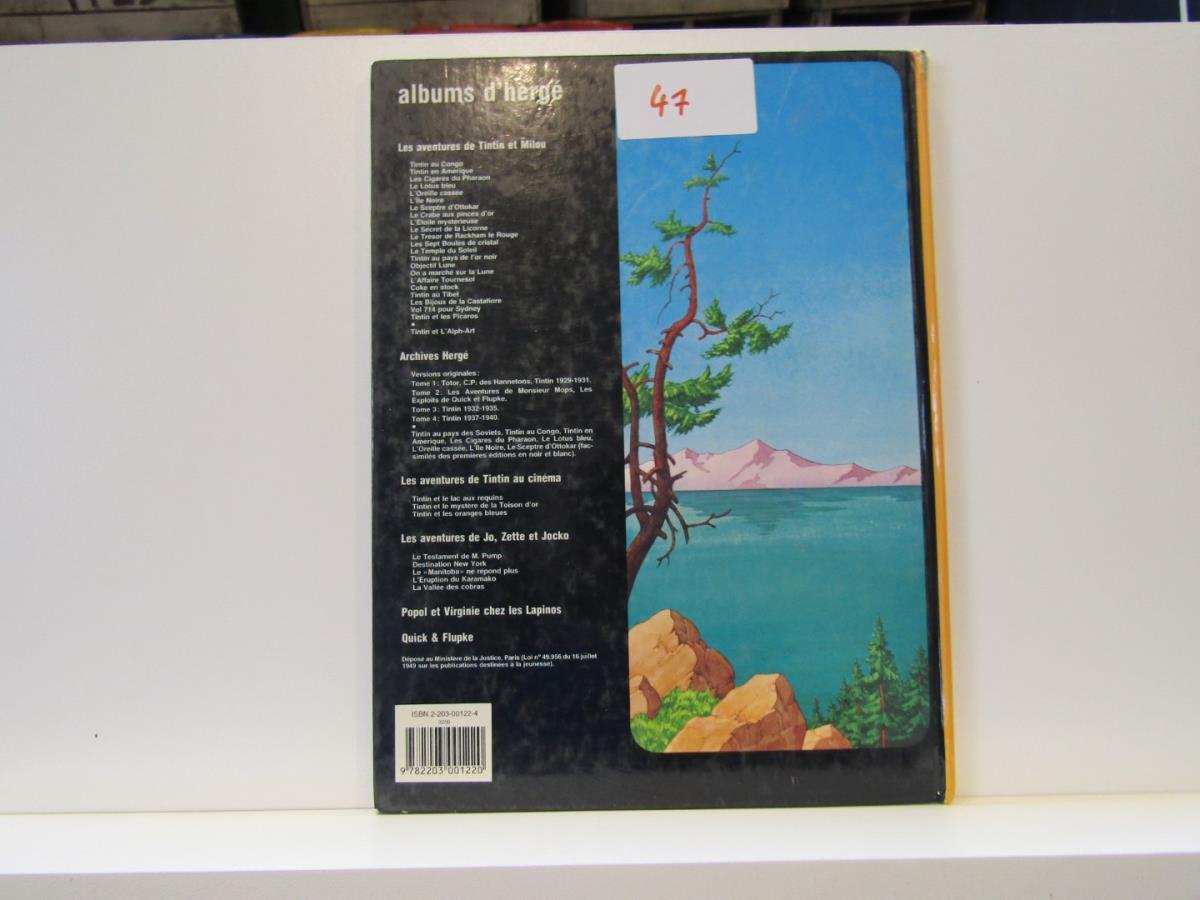 albums d'hergé
47
Les aventures de Tintin et Milou
Tintin au Congo
Tintin en Amérique
Les Cigares du Pharaon
Le Lotus bleu
L'Oreille cassée
L'Ile Noire
Le Sceptre d'Ottokar
Le Crabe aux pinces d'or
L'Etoile mystérieuse
Le Secret de la Licorne
Le Trésor de Rackham le Rouge
Les Sept Boules de cristal
Le Temple du Soleil
Tintin au pays de l'or noir
Objectif Lune
On a marché sur la Lune
L'Affaire Tournesol
Coke en stock
Tintin au Tibet
Les Bijoux de la Castafiore
Vol 714 pour Sydney
Tintin et les Picaros
*
Tintin et L'Alph-Art
Archives Hergé
Versions originales :
Tome 1 : Totor, C.P. des Hannetons, Tintin 1929-1931.
Tome 2 : Les Aventures de Monsieur Mops, Les
Exploits de Quick et Flupke.
Tome 3 : Tintin 1932-1935.
Tome 4 : Tintin 1937-1940.
*
Tintin au pays des Soviets, Tintin au Congo, Tintin en
Amérique, Les Cigares du Pharaon, Le Lotus bleu,
L'Oreille cassée, L'Ile Noire, Le Sceptre d'Ottokar (fac-
similés des premières éditions en noir et blanc).
Les aventures de Tintin au cinéma
Tintin et le lac aux requins
Tintin et le mystère de la Toison d'or
Tintin et les oranges bleues
Les aventures de Jo, Zette et Jocko
Le Testament de M. Pump
Destination New York
Le «Manitoba» ne répond plus
L'Éruption du Karamako
La Vallée des cobras
Popol et Virginie chez les Lapinos
Quick & Flupke
Déposé au Ministère de la Justice, Paris (Loi n° 49.956 du 16 juillet
1949 sur les publications destinées à la jeunesse).
ISBN 2-203-00122-4
9 782203 001220